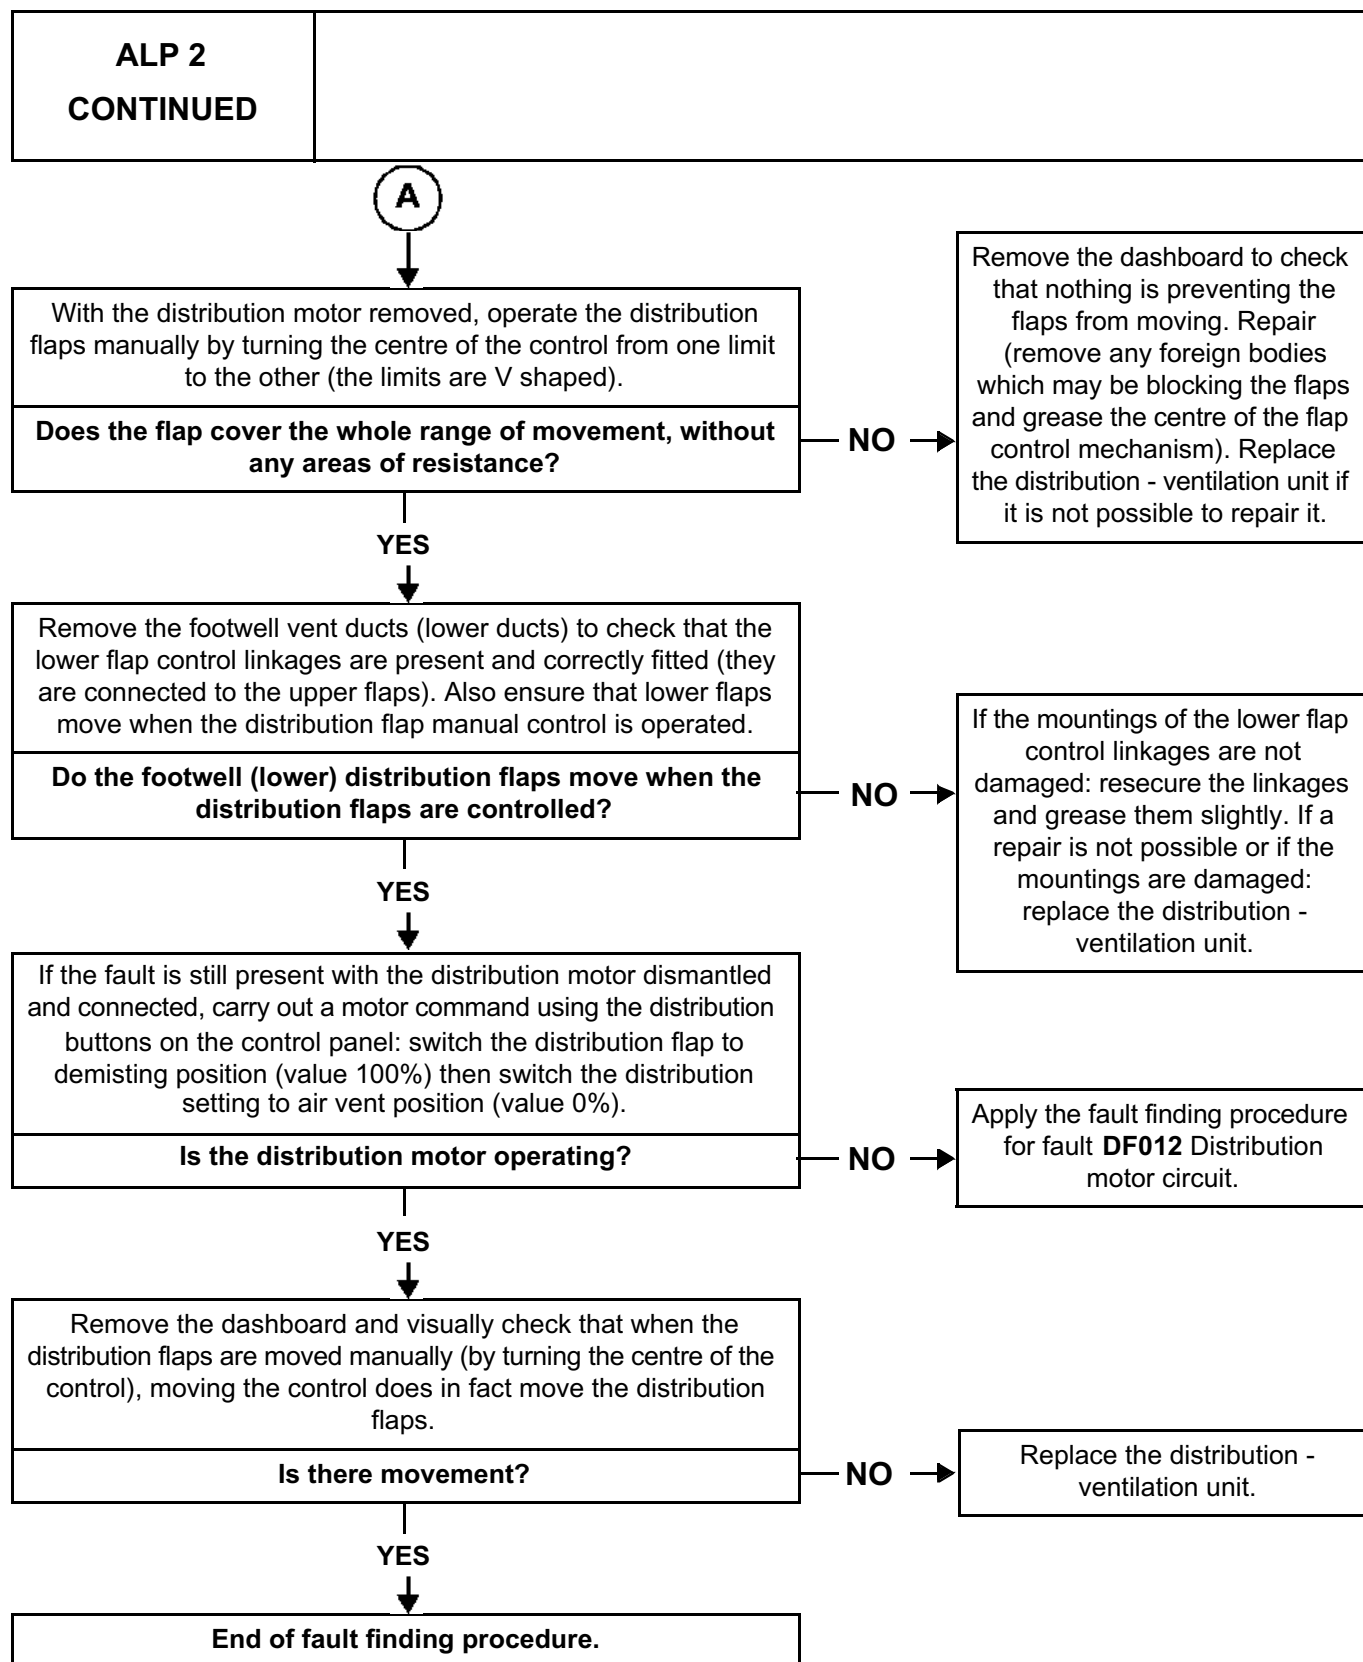 ALP 2
CONTINUED
A
With the distribution motor removed, operate the distribution
flaps manually by turning the centre of the control from one limit
to the other (the limits are V shaped).
Does the flap cover the whole range of movement, without
any areas of resistance?
NO
Remove the dashboard to check
that nothing is preventing the
flaps from moving. Repair
(remove any foreign bodies
which may be blocking the flaps
and grease the centre of the flap
control mechanism). Replace
the distribution - ventilation unit if
it is not possible to repair it.
YES
Remove the footwell vent ducts (lower ducts) to check that the
lower flap control linkages are present and correctly fitted (they
are connected to the upper flaps). Also ensure that lower flaps
move when the distribution flap manual control is operated.
Do the footwell (lower) distribution flaps move when the
distribution flaps are controlled?
NO
If the mountings of the lower flap
control linkages are not
damaged: resecure the linkages
and grease them slightly. If a
repair is not possible or if the
mountings are damaged:
replace the distribution -
ventilation unit.
YES
If the fault is still present with the distribution motor dismantled
and connected, carry out a motor command using the distribution
buttons on the control panel: switch the distribution flap to
demisting position (value 100%) then switch the distribution
setting to air vent position (value 0%).
Is the distribution motor operating?
NO
Apply the fault finding procedure
for fault DF012 Distribution
motor circuit.
YES
Remove the dashboard and visually check that when the
distribution flaps are moved manually (by turning the centre of the
control), moving the control does in fact move the distribution
flaps.
Is there movement?
NO
Replace the distribution -
ventilation unit.
YES
End of fault finding procedure.